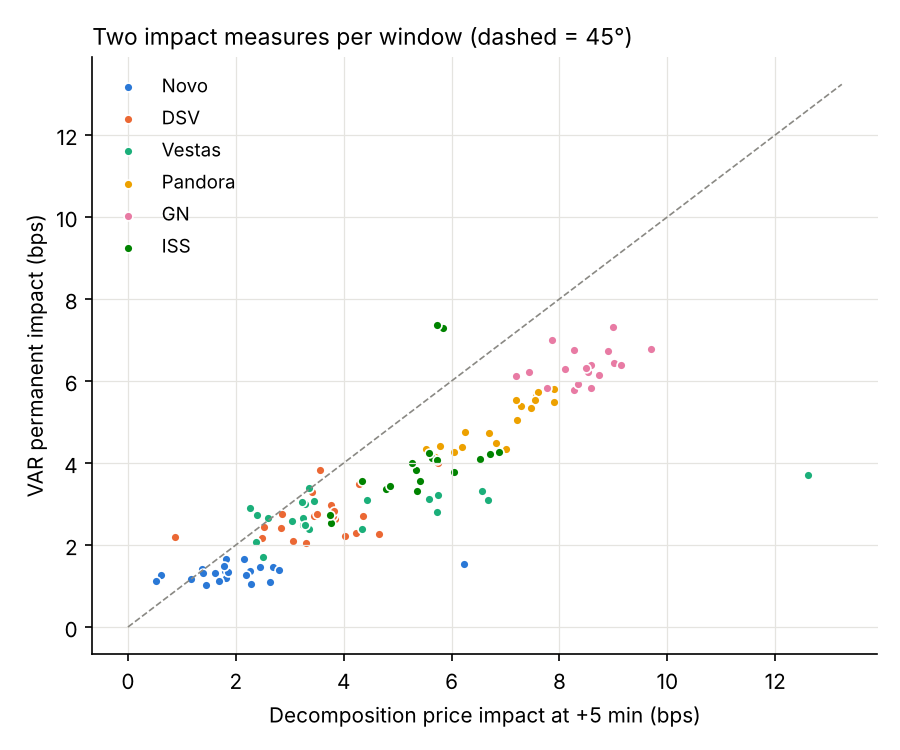 Two impact measures per window (dashed = 45°)
Novo
DSV
Vestas
Pandora
GN
ISS
VAR permanent impact (bps)
12
10
8
6
4
2
0
0 2 4 6 8 10 12
Decomposition price impact at +5 min (bps)